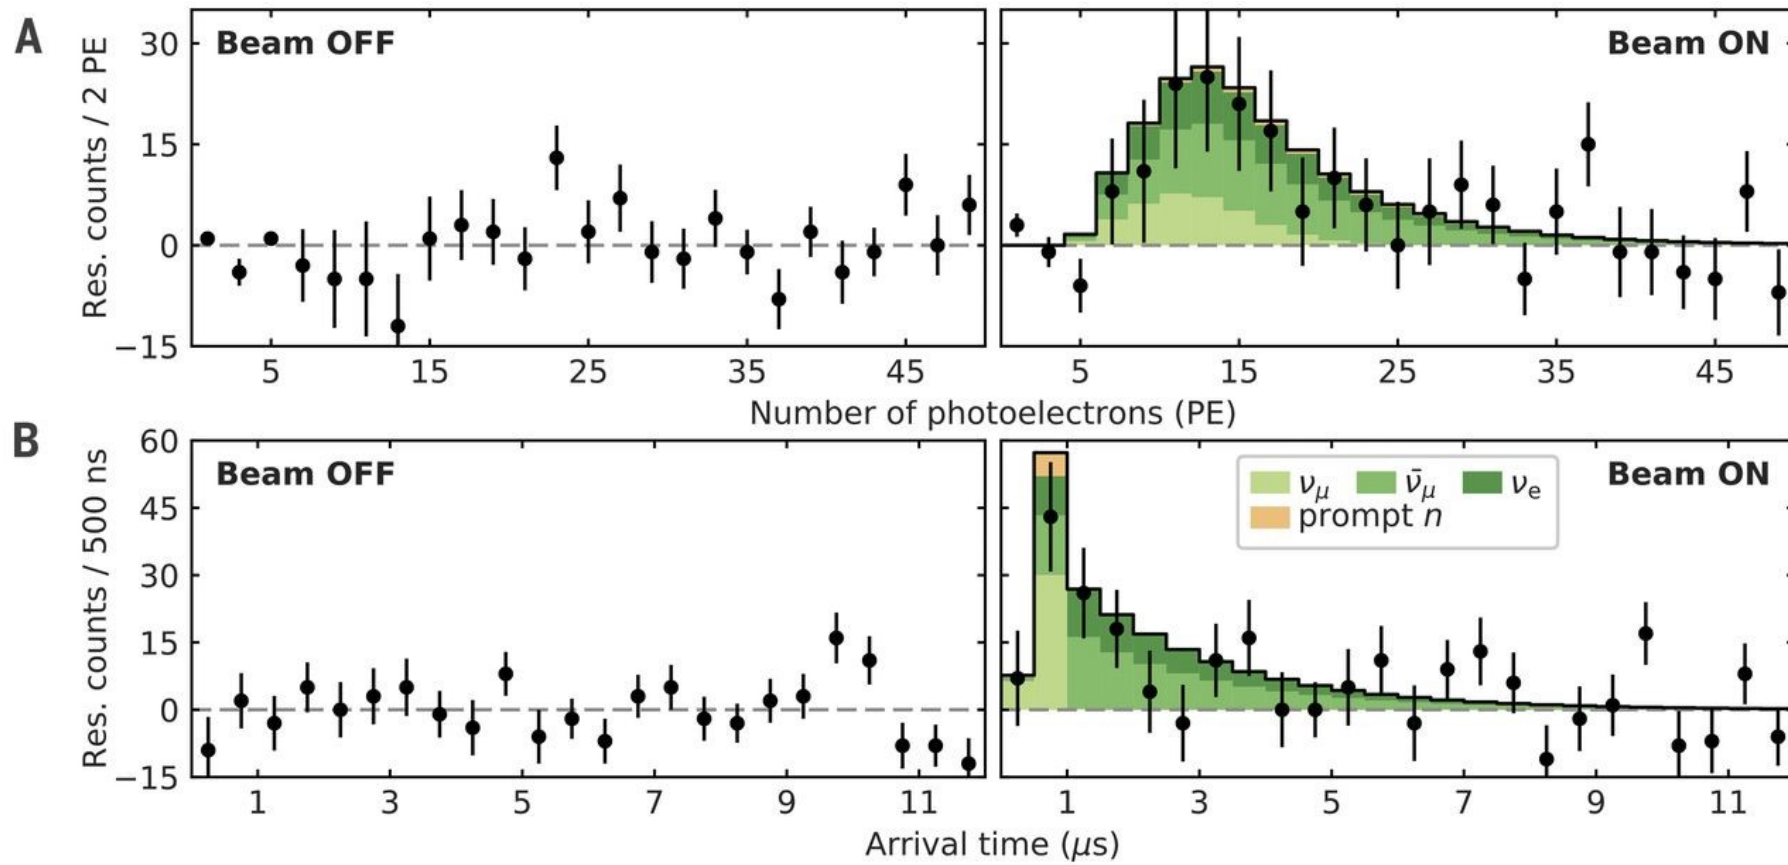 A
Res. counts / 2 PE
30
15
0
−15
Beam OFF
Beam ON
5 15 25 35 45
5 15 25 35 45
Number of photoelectrons (PE)
B
Res. counts / 500 ns
60
45
30
15
0
−15
Beam OFF
Beam ON
νμ ν̄μ νe
prompt n
1 3 5 7 9 11
1 3 5 7 9 11
Arrival time (μs)